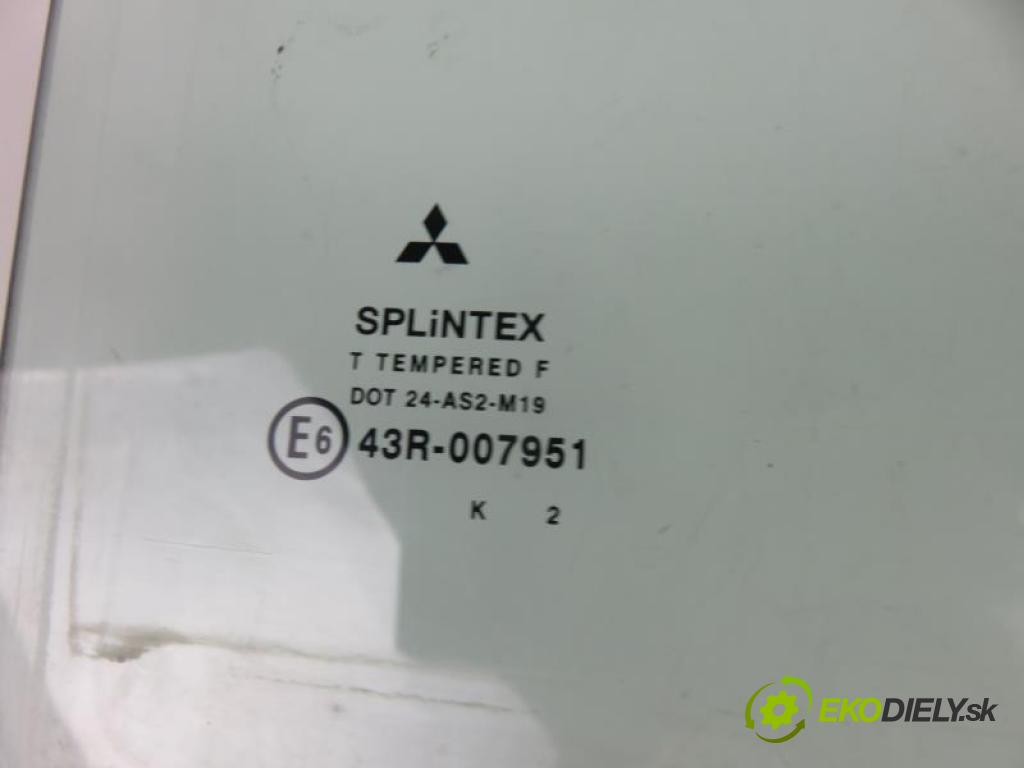 SPLiNTEX
T TEMPERED F
DOT 24-AS2-M19
E6 43R-007951
K 2
EKODIELY.sk